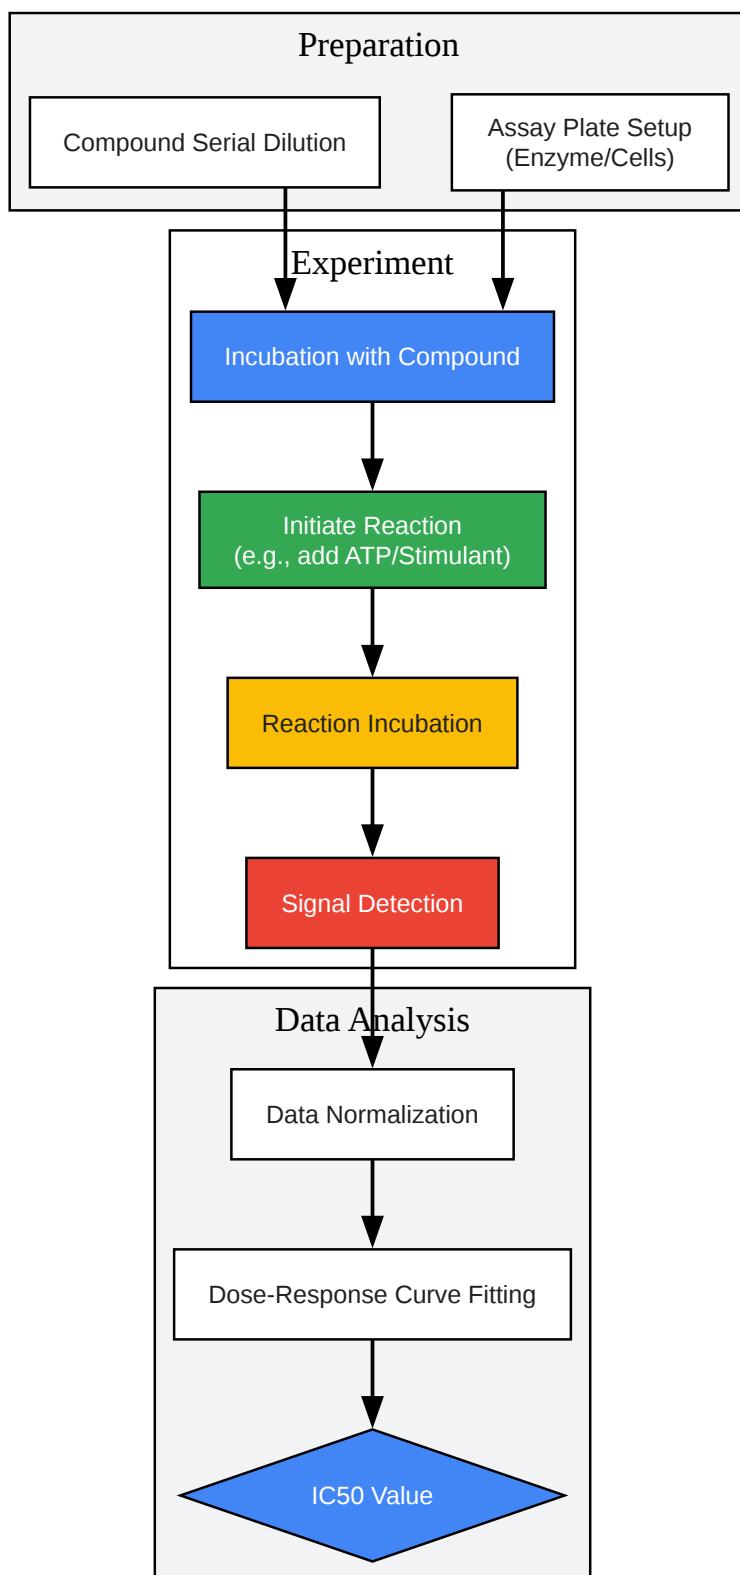 Preparation
Compound Serial Dilution
Assay Plate Setup
(Enzyme/Cells)
Experiment
Incubation with Compound
Initiate Reaction
(e.g., add ATP/Stimulant)
Reaction Incubation
Signal Detection
Data Analysis
Data Normalization
Dose-Response Curve Fitting
IC50 Value